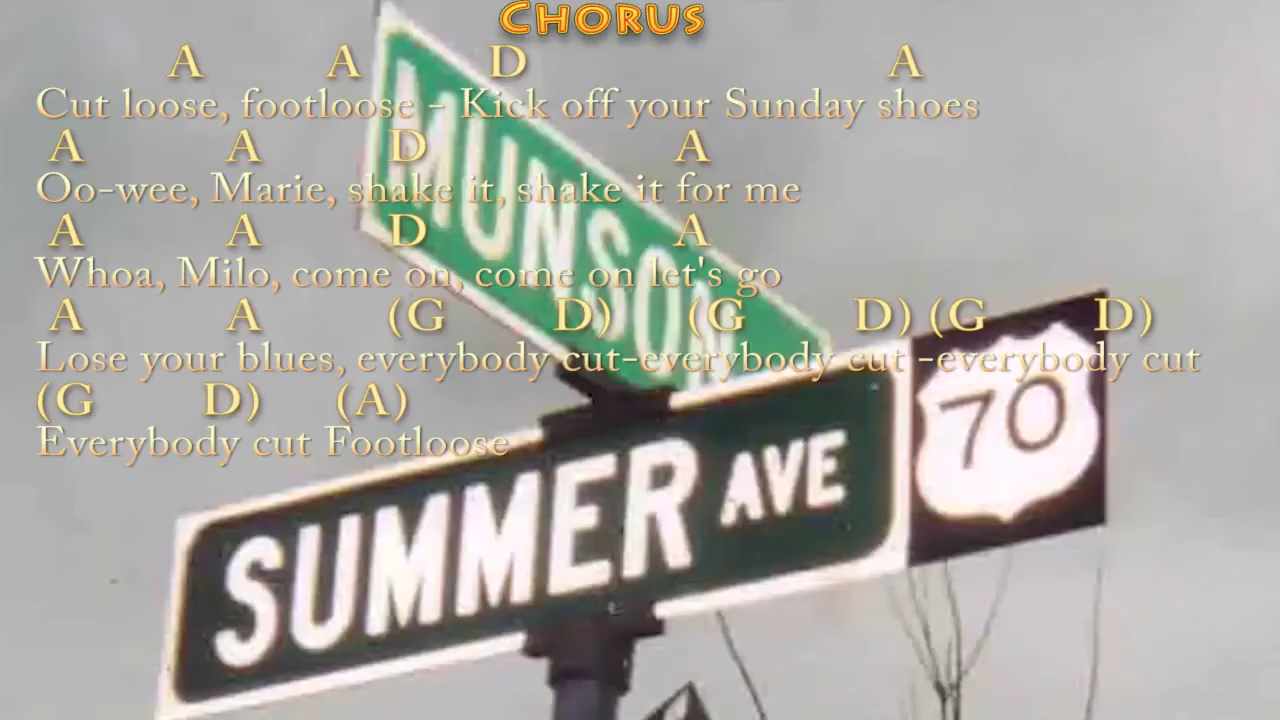 CHORUS
A A D A
Cut loose, footloose - Kick off your Sunday shoes
A A D A
Oo-wee, Marie, shake it, shake it for me
A A D A
Whoa, Milo, come on, come on let's go
A A (G D) (G D) (G D)
Lose your blues, everybody cut-everybody cut -everybody cut
(G D) (A)
Everybody cut Footloose
MUNSON
SUMMER AVE
70